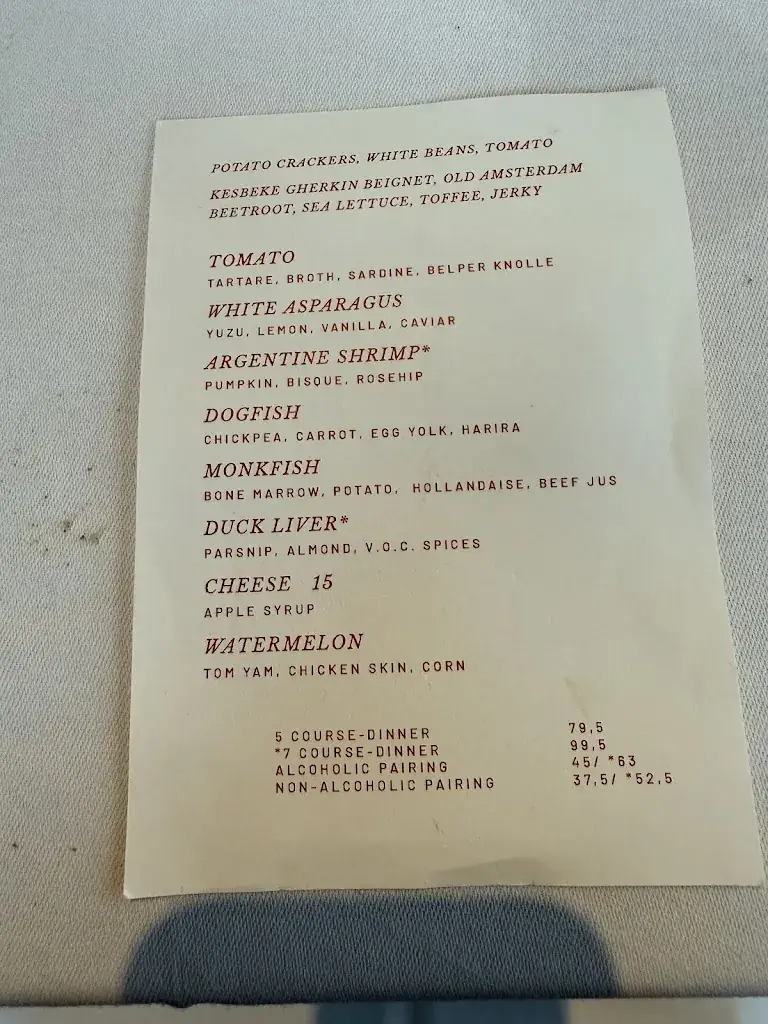 POTATO CRACKERS, WHITE BEANS, TOMATO
KESBEKE GHERKIN BEIGNET, OLD AMSTERDAM
BEETROOT, SEA LETTUCE, TOFFEE, JERKY
TOMATO
TARTARE, BROTH, SARDINE, BELPER KNOLLE
WHITE ASPARAGUS
YUZU, LEMON, VANILLA, CAVIAR
ARGENTINE SHRIMP*
PUMPKIN, BISQUE, ROSEHIP
DOGFISH
CHICKPEA, CARROT, EGG YOLK, HARIRA
MONKFISH
BONE MARROW, POTATO, HOLLANDAISE, BEEF JUS
DUCK LIVER*
PARSNIP, ALMOND, V.O.C. SPICES
CHEESE 15
APPLE SYRUP
WATERMELON
TOM YAM, CHICKEN SKIN, CORN
5 COURSE-DINNER 79,5
*7 COURSE-DINNER 99,5
ALCOHOLIC PAIRING 45/ *63
NON-ALCOHOLIC PAIRING 37,5/ *52,5